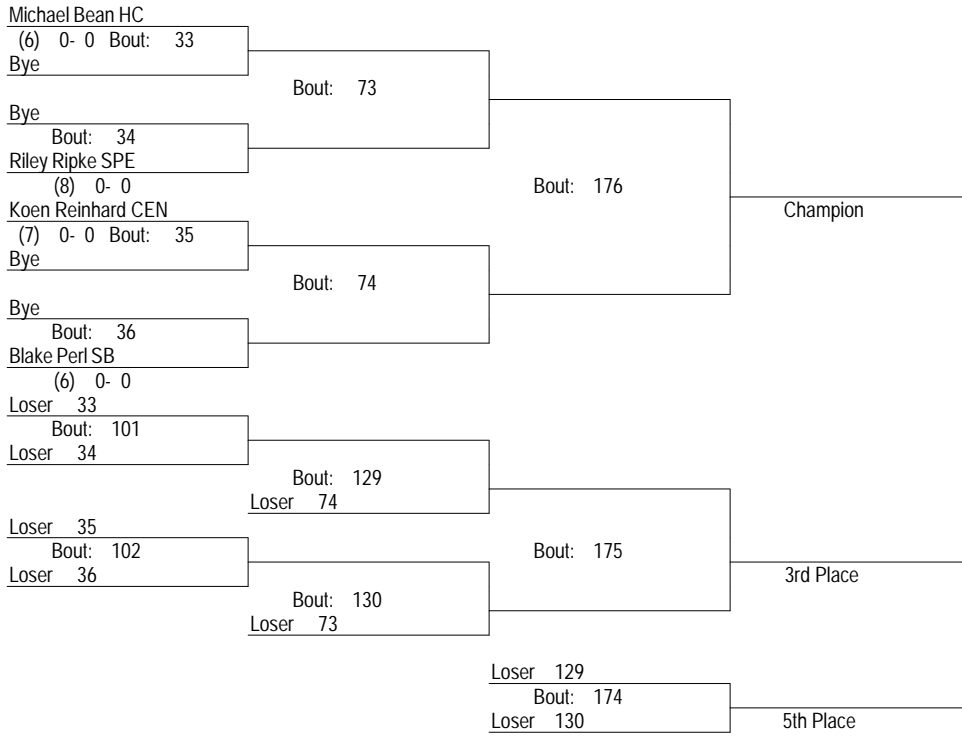 Michael Bean HC
(6) 0- 0 Bout: 33
Bye
Bout: 73
Bye
Bout: 34
Riley Ripke SPE
(8) 0- 0
Bout: 176
Champion
Koen Reinhard CEN
(7) 0- 0 Bout: 35
Bye
Bout: 74
Bye
Bout: 36
Blake Perl SB
(6) 0- 0
Loser 33
Bout: 101
Loser 34
Bout: 129
Loser 74
Loser 35
Bout: 102
Loser 36
Bout: 175
3rd Place
Bout: 130
Loser 73
Loser 129
Bout: 174
Loser 130
5th Place